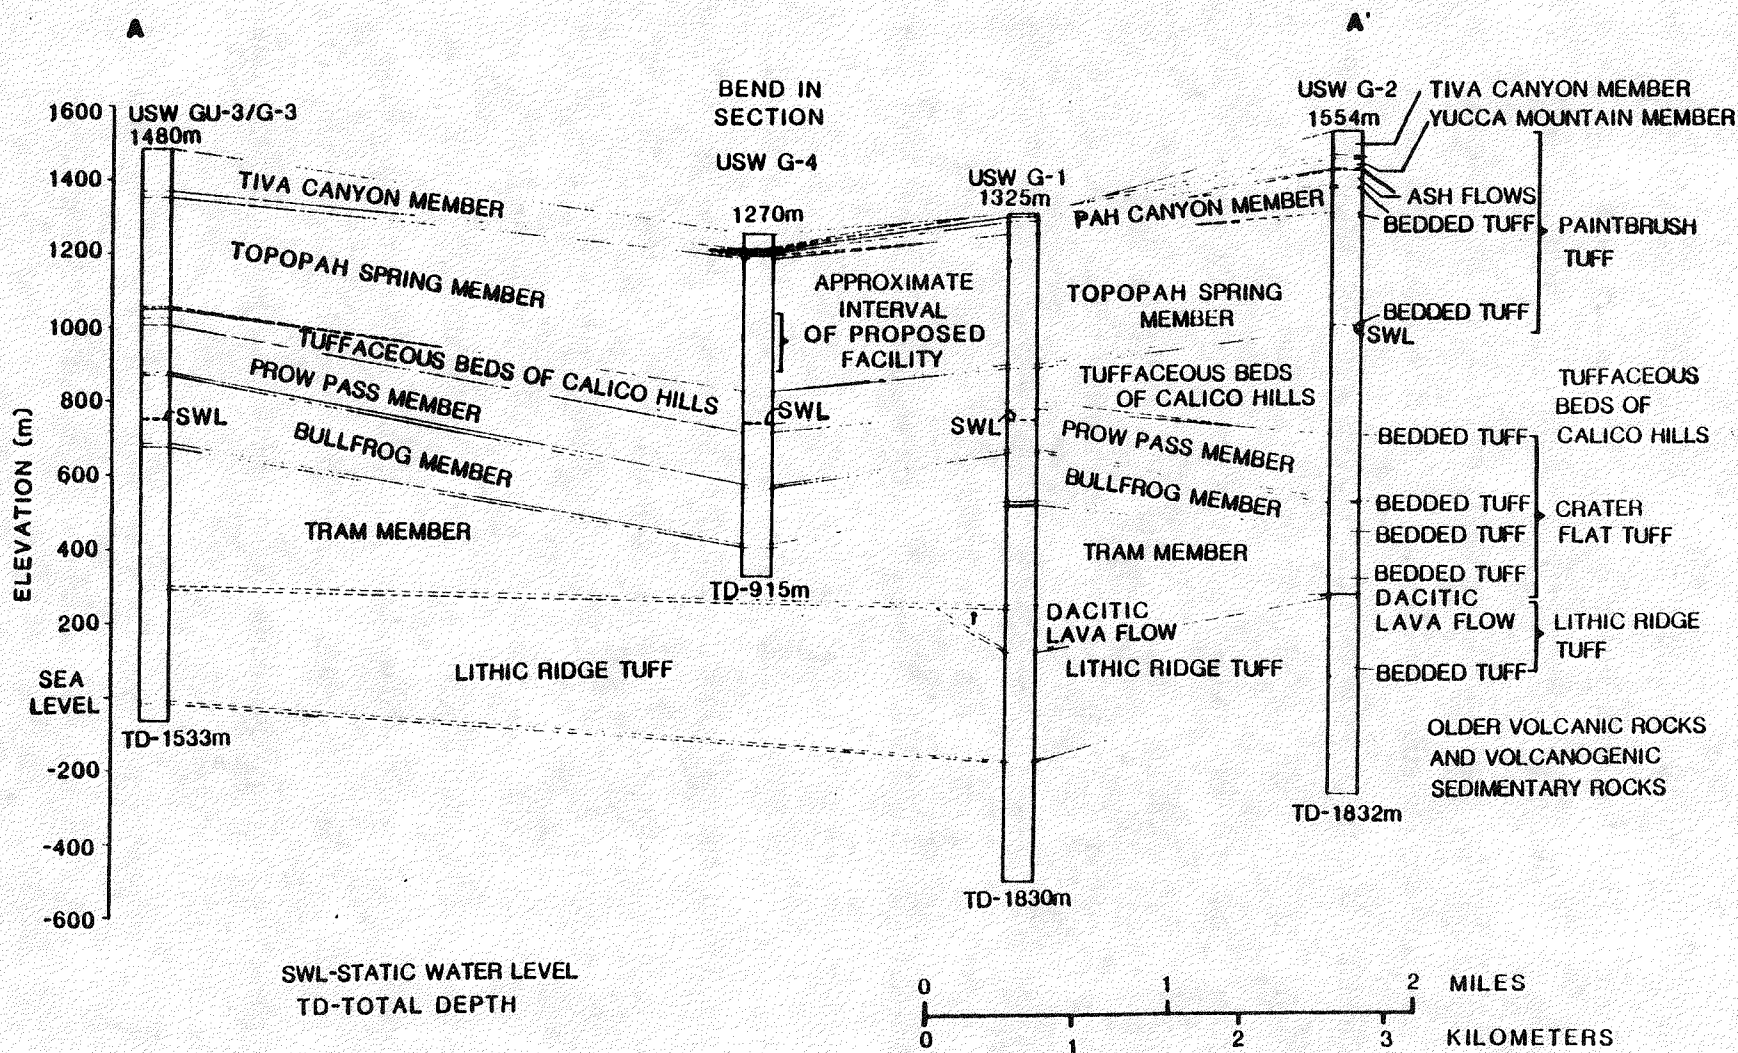 A
A'
BEND IN
SECTION
USW G-4
1270m
USW GU-3/G-3
1480m
USW G-1
1325m
USW G-2
1554m
TIVA CANYON MEMBER
YUCCA MOUNTAIN MEMBER
ASH FLOWS
BEDDED TUFF
PAINTBRUSH
TUFF
BEDDED TUFF
SWL
1600
1400
1200
1000
800
600
400
200
SEA
LEVEL
-200
-400
-600
ELEVATION (m)
TIVA CANYON MEMBER
TOPOPAH SPRING MEMBER
TUFFACEOUS BEDS OF CALICO HILLS
PROW PASS MEMBER
SWL
BULLFROG MEMBER
TRAM MEMBER
LITHIC RIDGE TUFF
TD-1533m
APPROXIMATE
INTERVAL
OF PROPOSED
FACILITY
SWL
TD-915m
PAH CANYON MEMBER
TOPOPAH SPRING
MEMBER
TUFFACEOUS BEDS
OF CALICO HILLS
SWL
PROW PASS MEMBER
BULLFROG MEMBER
TRAM MEMBER
DACITIC
LAVA FLOW
LITHIC RIDGE TUFF
TD-1830m
TUFFACEOUS
BEDS OF
CALICO HILLS
BEDDED TUFF
BEDDED TUFF
BEDDED TUFF
BEDDED TUFF
CRATER
FLAT TUFF
DACITIC
LAVA FLOW
LITHIC RIDGE
TUFF
BEDDED TUFF
OLDER VOLCANIC ROCKS
AND VOLCANOGENIC
SEDIMENTARY ROCKS
TD-1832m
SWL-STATIC WATER LEVEL
TD-TOTAL DEPTH
0 1 2 MILES
0 1 2 3 KILOMETERS